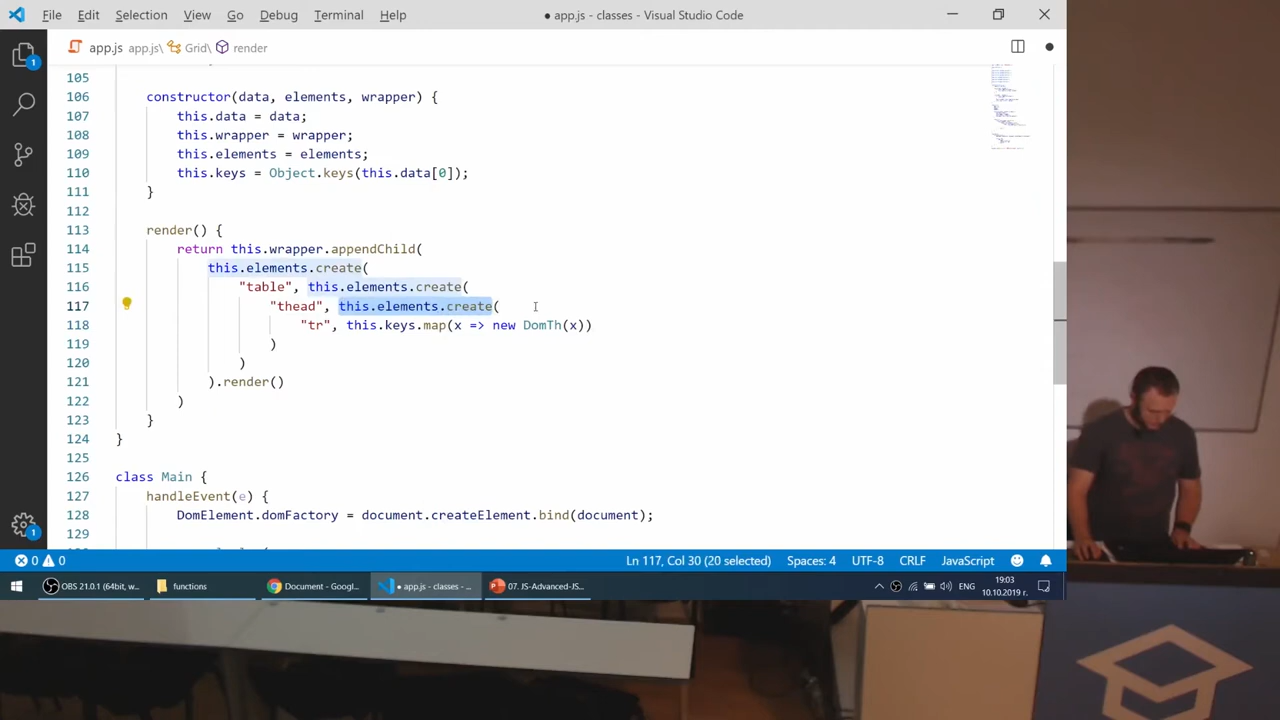 File Edit Selection View Go Debug Terminal Help
● app.js - classes - Visual Studio Code
app.js app.js\ Grid\ render
105
106 constructor(data, elements, wrapper) {
107 this.data = data;
108 this.wrapper = wrapper;
109 this.elements = elements;
110 this.keys = Object.keys(this.data[0]);
111 }
112
113 render() {
114 return this.wrapper.appendChild(
115 this.elements.create(
116 "table", this.elements.create(
117 "thead", this.elements.create(
118 "tr", this.keys.map(x => new DomTh(x))
119 )
120 )
121 ).render()
122 )
123 }
124 }
125
126 class Main {
127 handleEvent(e) {
128 DomElement.domFactory = document.createElement.bind(document);
129
1
1
0 0 Ln 117, Col 30 (20 selected) Spaces: 4 UTF-8 CRLF JavaScript
OBS 21.0.1 (64bit, w... functions Document - Googl... ● app.js - classes - ... 07. JS-Advanced-JS... ENG 19:03
10.10.2019 г.